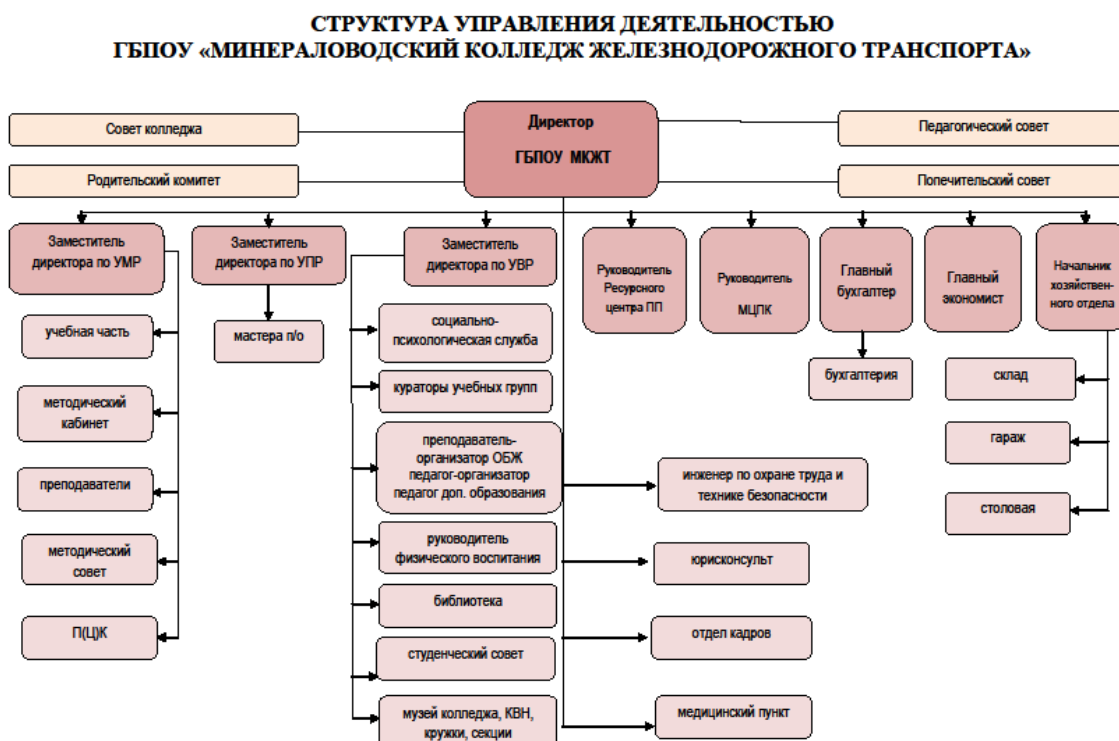 СТРУКТУРА УПРАВЛЕНИЯ ДЕЯТЕЛЬНОСТЬЮ
ГБПОУ «МИНЕРАЛОВОДСКИЙ КОЛЛЕДЖ ЖЕЛЕЗНОДОРОЖНОГО ТРАНСПОРТА»
Совет колледжа
Директор
ГБПОУ МКЖТ
Педагогический совет
Родительский комитет
Попечительский совет
Заместитель
директора по УМР
Заместитель
директора по УПР
Заместитель
директора по УВР
Руководитель
Ресурсного
центра ПП
Руководитель
МЦПК
Главный
бухгалтер
Главный
экономист
Начальник
хозяйствен-
ного отдела
учебная часть
методический
кабинет
преподаватели
методический
совет
П(Ц)К
мастера п/о
социально-
психологическая служба
кураторы учебных групп
преподаватель-
организатор ОБЖ
педагог-организатор
педагог доп. образования
руководитель
физического воспитания
библиотека
студенческий совет
музей колледжа, КВН,
кружки, секции
инженер по охране труда и
технике безопасности
юрисконсульт
отдел кадров
медицинский пункт
бухгалтерия
склад
гараж
столовая